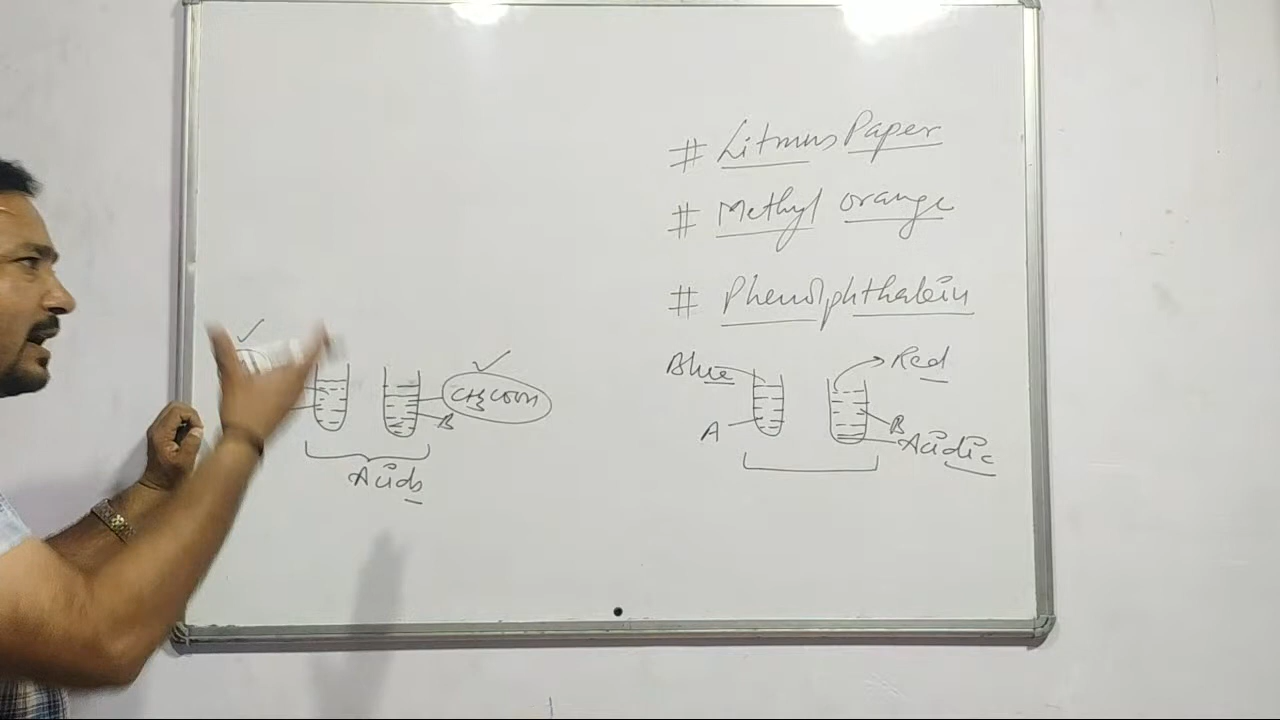 # Litmus Paper
# Methyl orange
# Phenolphthalein
Blue
Red
A
B
Acidic
CH3COOH
B
Acids